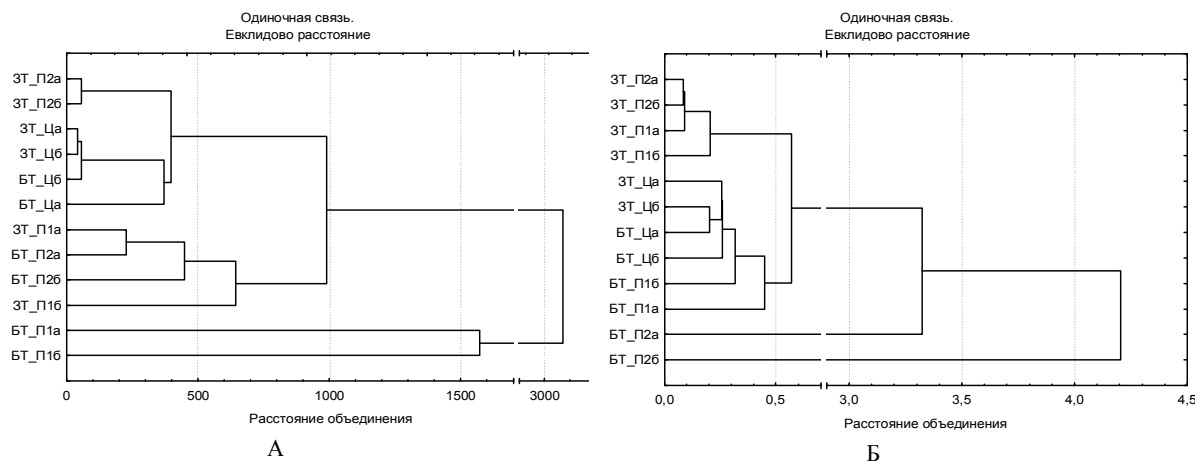 Одиночная связь.
Евклидово расстояние
ЗТ_П2а
ЗТ_П2б
ЗТ_Ца
ЗТ_Цб
БТ_Цб
БТ_Ца
ЗТ_П1а
БТ_П2а
БТ_П2б
ЗТ_П1б
БТ_П1а
БТ_П1б
0 500 1000 1500 3000
Расстояние объединения
А
Одиночная связь.
Евклидово расстояние
ЗТ_П2а
ЗТ_П2б
ЗТ_П1а
ЗТ_П1б
ЗТ_Ца
ЗТ_Цб
БТ_Ца
БТ_Цб
БТ_П1б
БТ_П1а
БТ_П2а
БТ_П2б
0,0 0,5 3,0 3,5 4,0 4,5
Расстояние объединения
Б